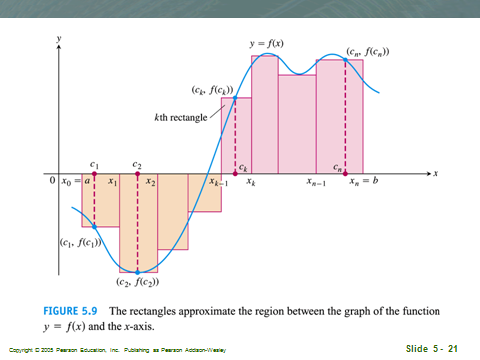 y
y = f(x)
(cₙ, f(cₙ))
(cₖ, f(cₖ))
kth rectangle
c₁ c₂ cₖ cₙ
0 x₀ = a x₁ x₂ xₖ₋₁ xₖ xₙ₋₁ xₙ = b x
(c₁, f(c₁))
(c₂, f(c₂))
FIGURE 5.9 The rectangles approximate the region between the graph of the function
y = f(x) and the x-axis.
Copyright © 2005 Pearson Education, Inc. Publishing as Pearson Addison-Wesley
Slide 5 - 21